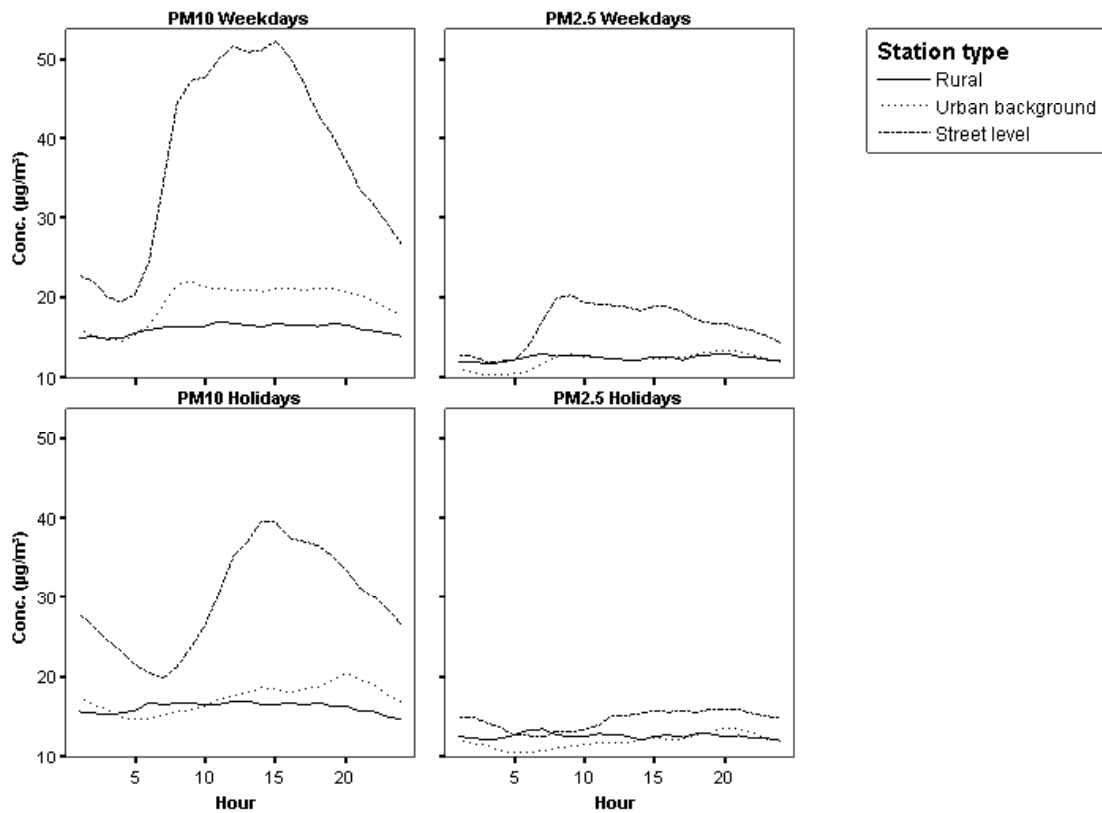 PM10 Weekdays
PM2.5 Weekdays
Station type
Rural
Urban background
Street level
Conc. (µg/m³)
50
40
30
20
10
PM10 Holidays
PM2.5 Holidays
Conc. (µg/m³)
50
40
30
20
10
5 10 15 20
5 10 15 20
Hour
Hour